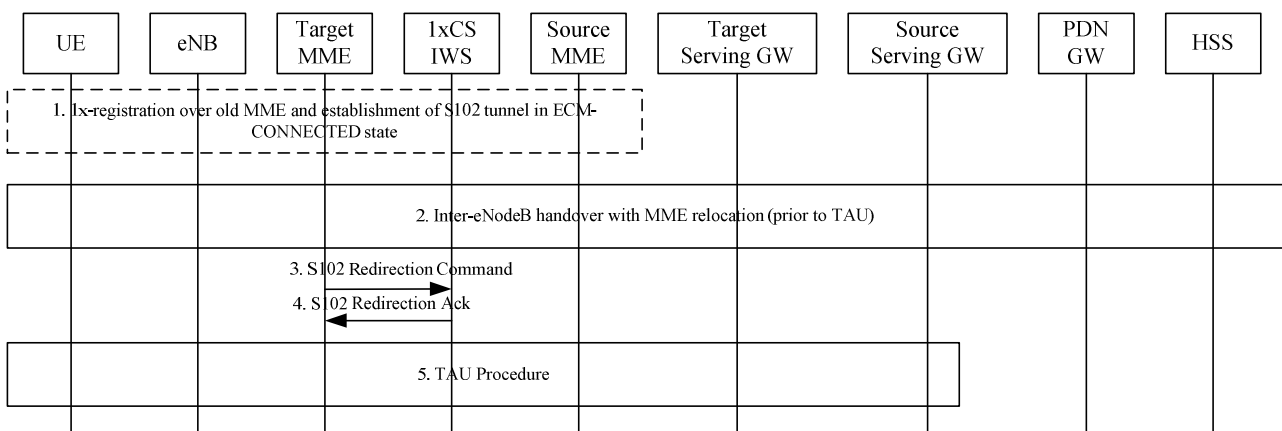 UE
eNB
Target
MME
1xCS
IWS
Source
MME
Target
Serving GW
Source
Serving GW
PDN
GW
HSS
1. 1x-registration over old MME and establishment of S102 tunnel in ECM-
CONNECTED state
2. Inter-eNodeB handover with MME relocation (prior to TAU)
3. S102 Redirection Command
4. S102 Redirection Ack
5. TAU Procedure